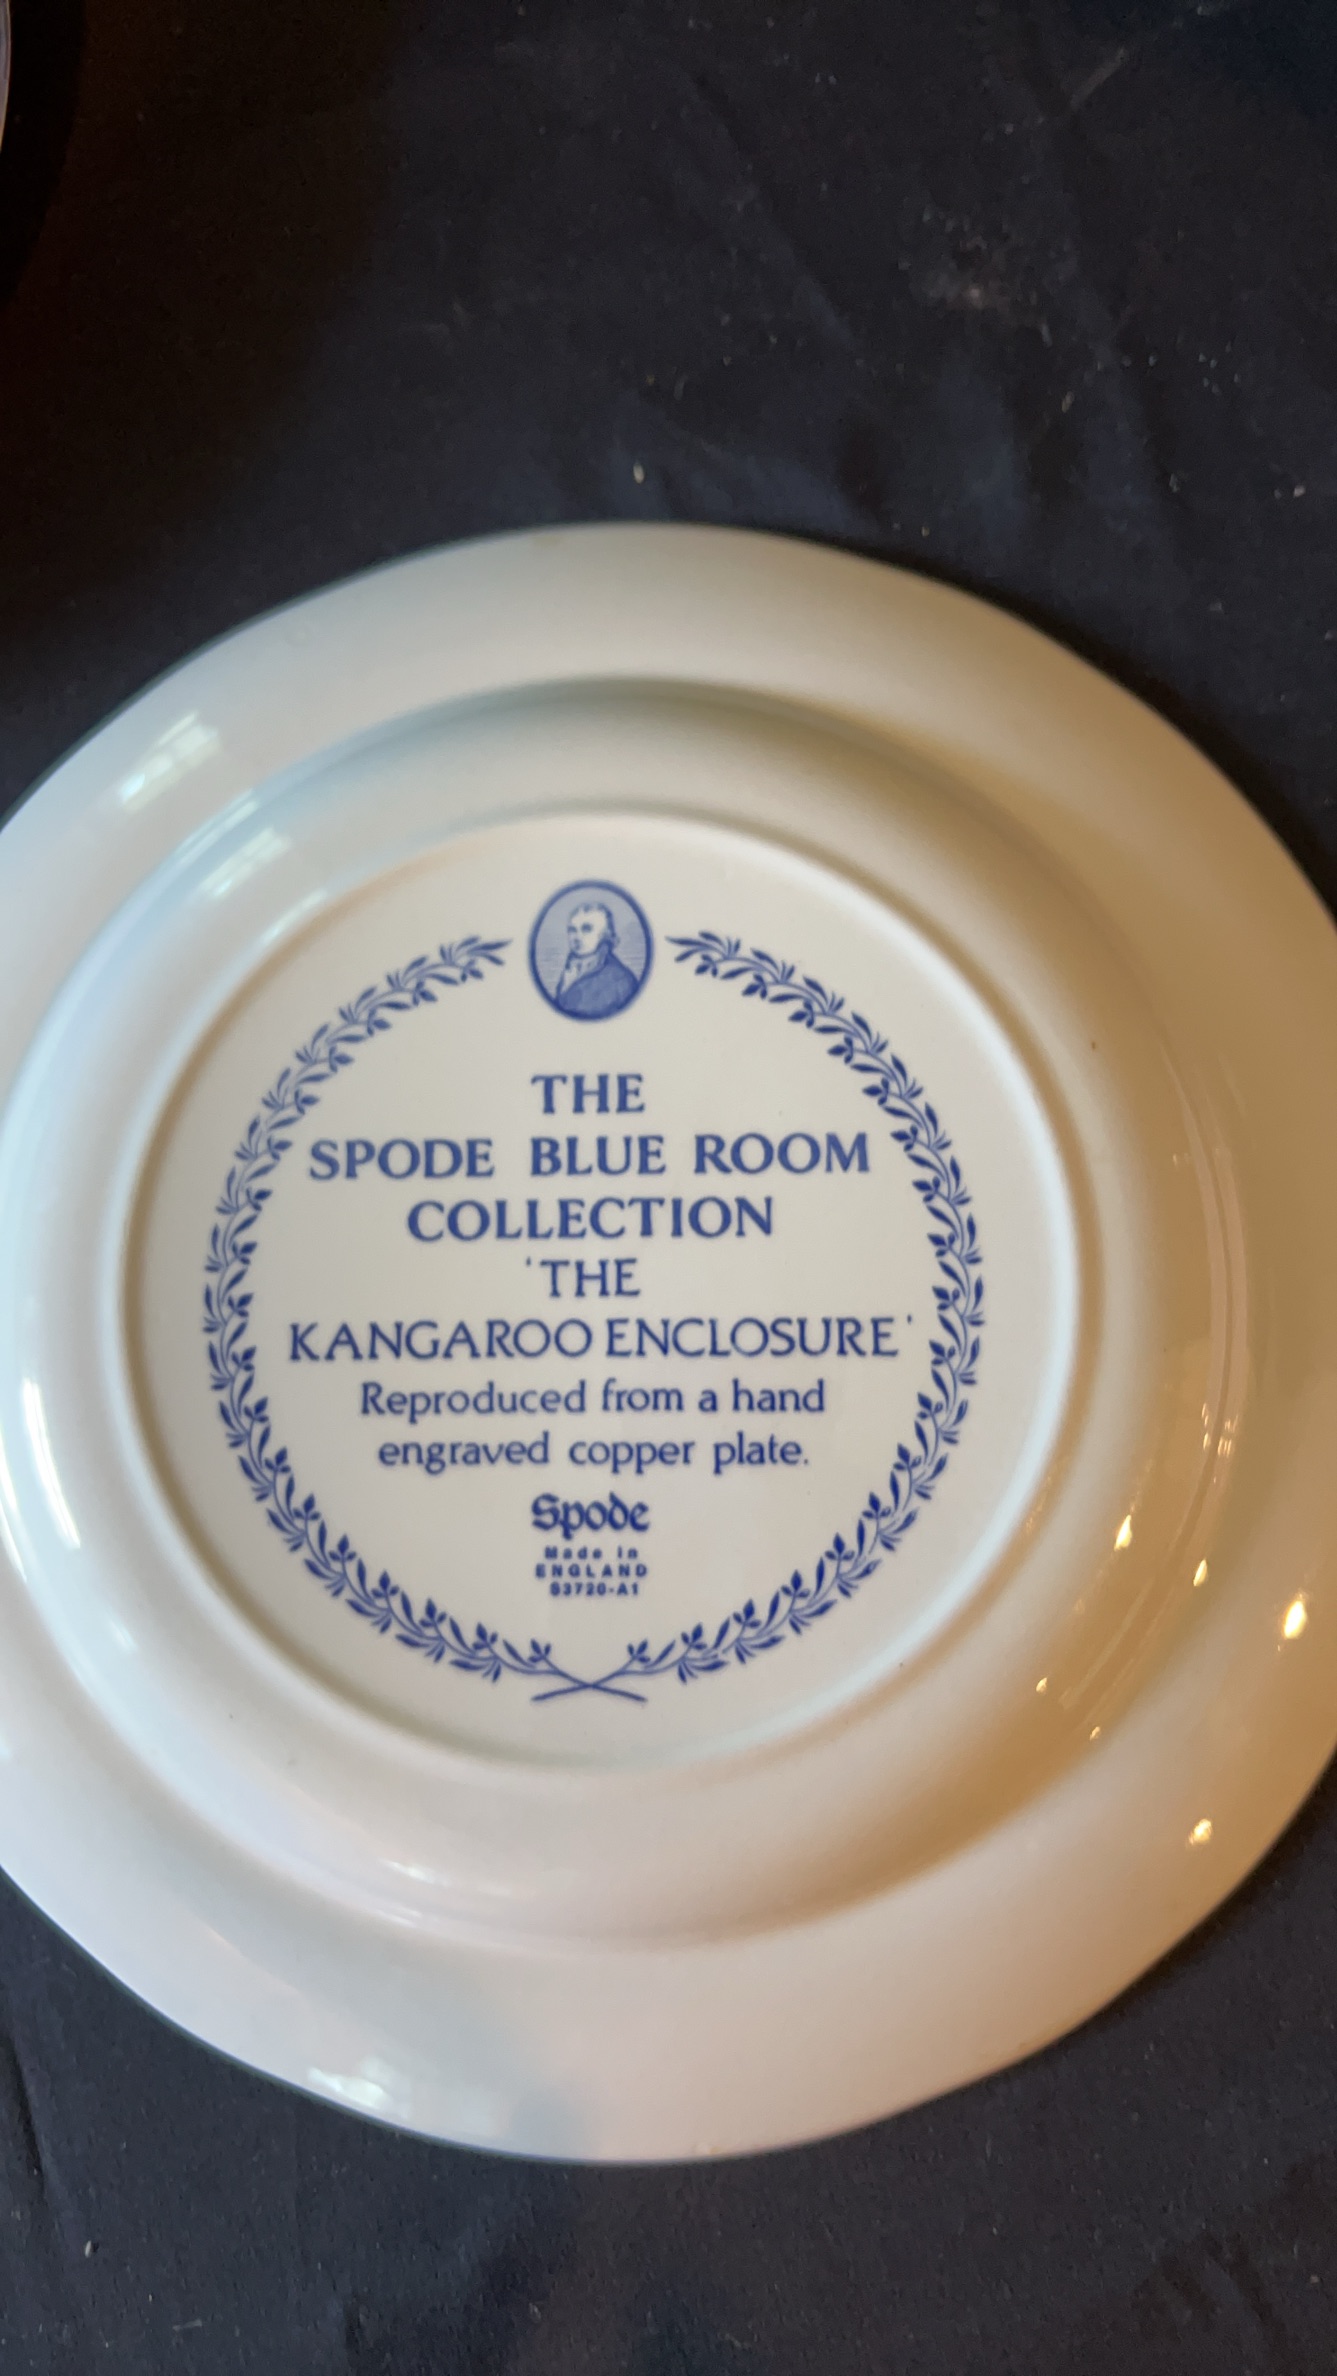 THE
SPODE BLUE ROOM
COLLECTION
'THE
KANGAROO ENCLOSURE'
Reproduced from a hand
engraved copper plate.
Spode
Made in
ENGLAND
S3720-A1